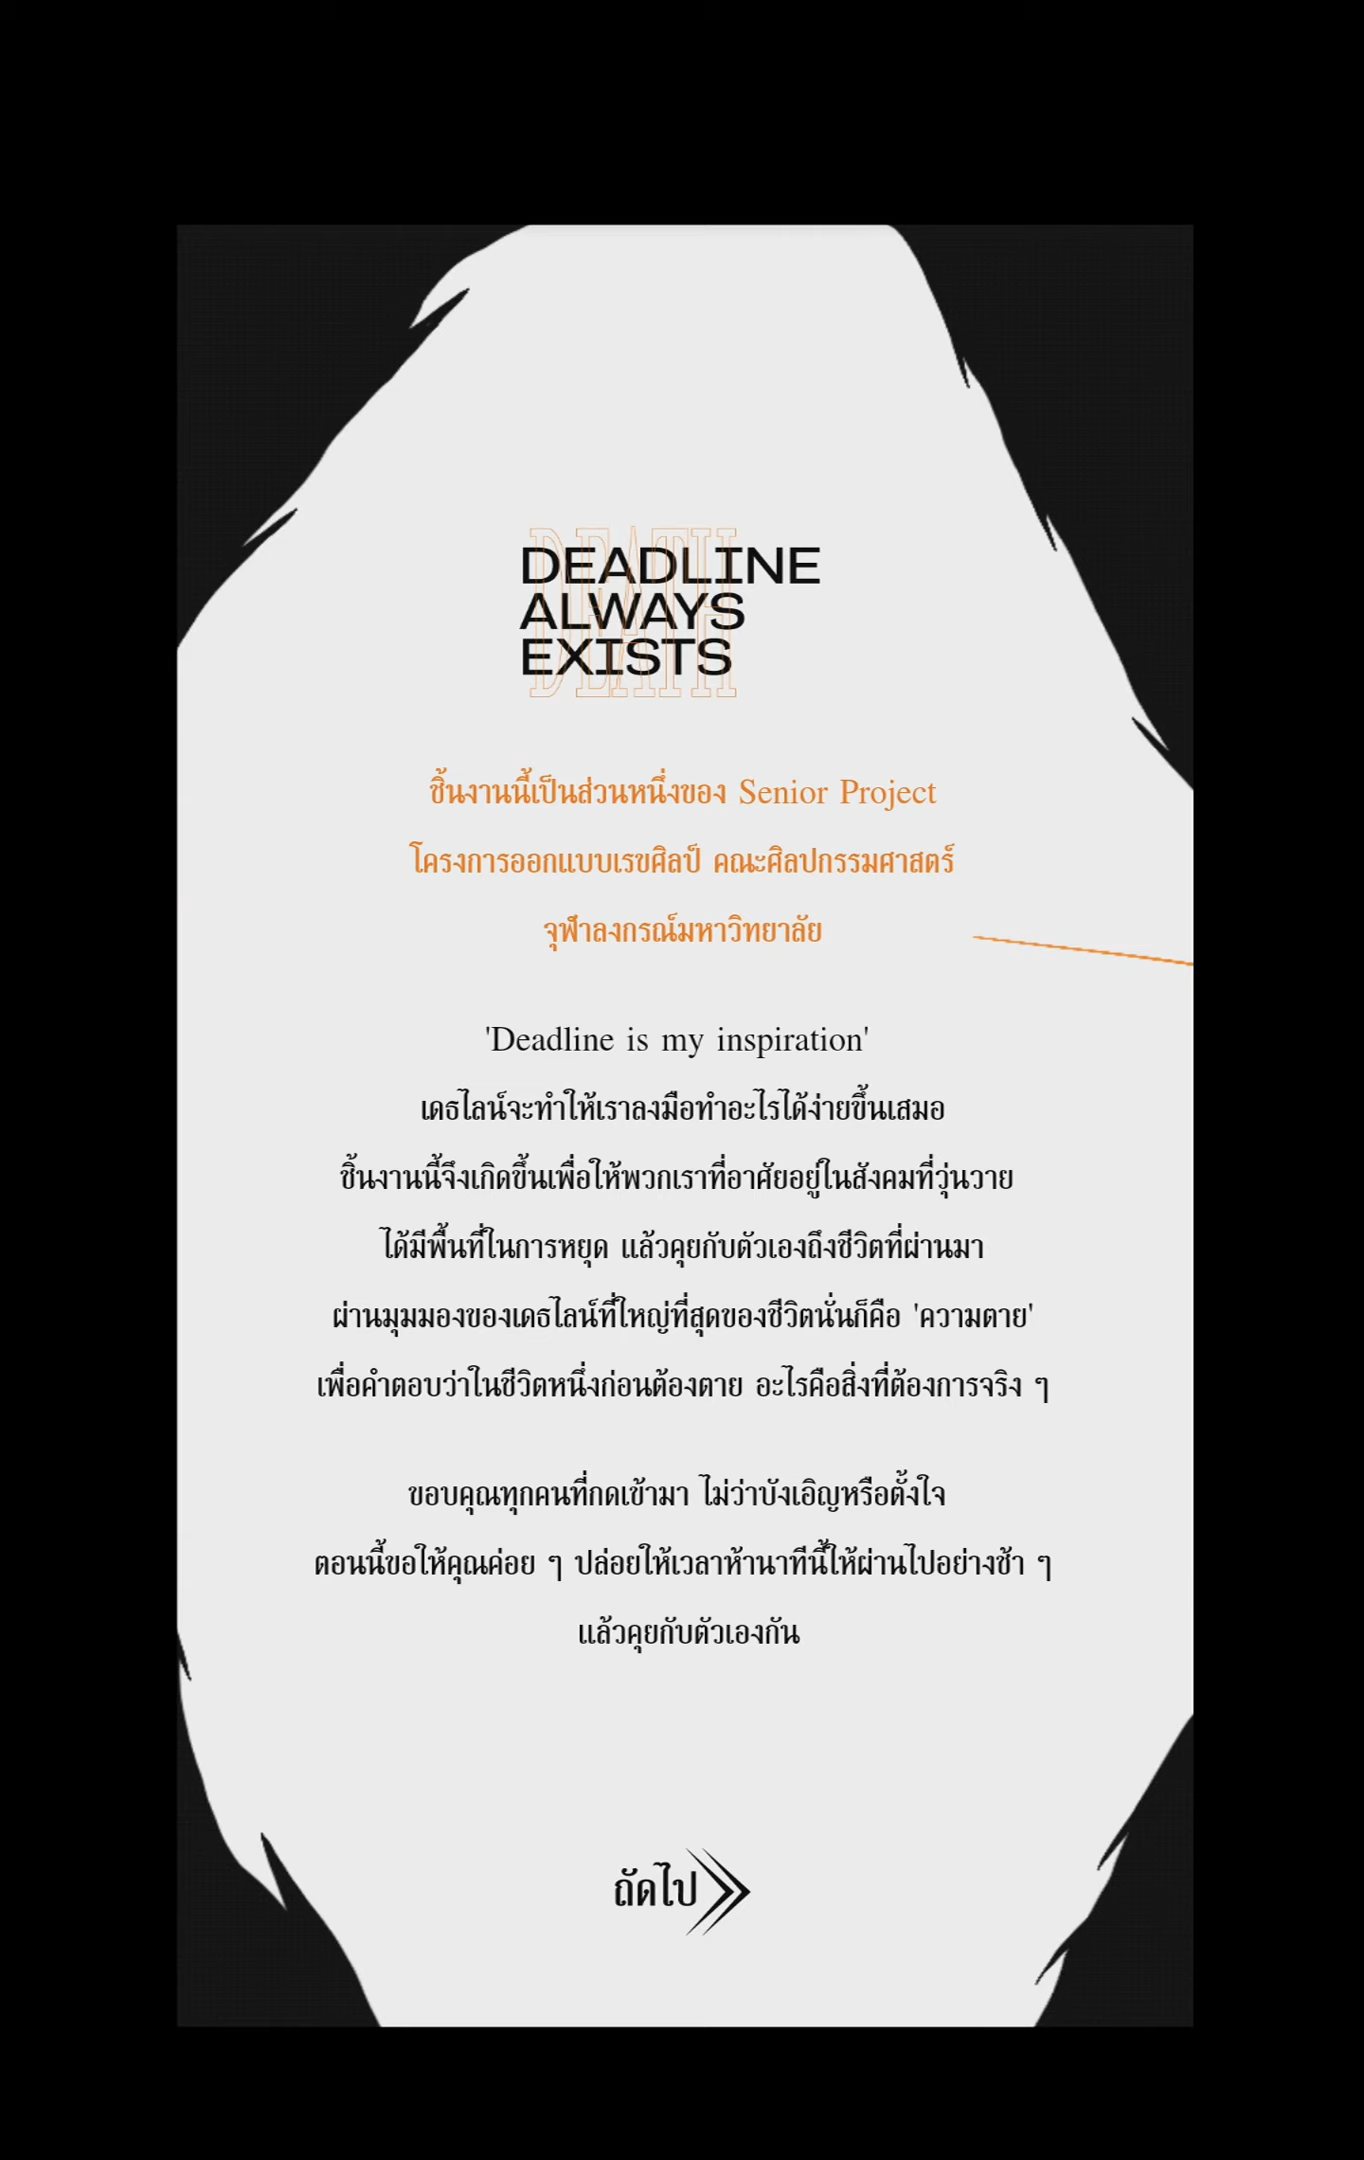 DEATH
DEADLINE
ALWAYS
EXISTS
ชิ้นงานนี้เป็นส่วนหนึ่งของ Senior Project
โครงการออกแบบเรขศิลป์ คณะศิลปกรรมศาสตร์
จุฬาลงกรณ์มหาวิทยาลัย
'Deadline is my inspiration'
เดธไลน์จะทำให้เราลงมือทำอะไรได้ง่ายขึ้นเสมอ
ชิ้นงานนี้จึงเกิดขึ้นเพื่อให้พวกเราที่อาศัยอยู่ในสังคมที่วุ่นวาย
ได้มีพื้นที่ในการหยุด แล้วคุยกับตัวเองถึงชีวิตที่ผ่านมา
ผ่านมุมมองของเดธไลน์ที่ใหญ่ที่สุดของชีวิตนั่นก็คือ 'ความตาย'
เพื่อคำตอบว่าในชีวิตหนึ่งก่อนต้องตาย อะไรคือสิ่งที่ต้องการจริง ๆ
ขอบคุณทุกคนที่กดเข้ามา ไม่ว่าบังเอิญหรือตั้งใจ
ตอนนี้ขอให้คุณค่อย ๆ ปล่อยให้เวลาห้านาทีนี้ให้ผ่านไปอย่างช้า ๆ
แล้วคุยกับตัวเองกัน
ถัดไป